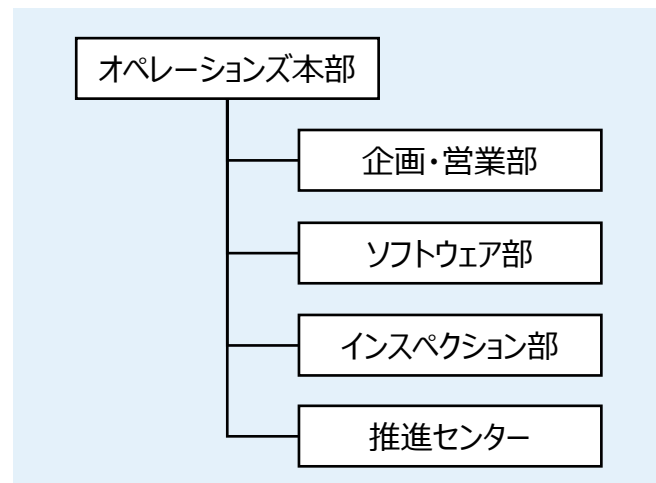 オペレーションズ本部
企画・営業部
ソフトウェア部
インスペクション部
推進センター